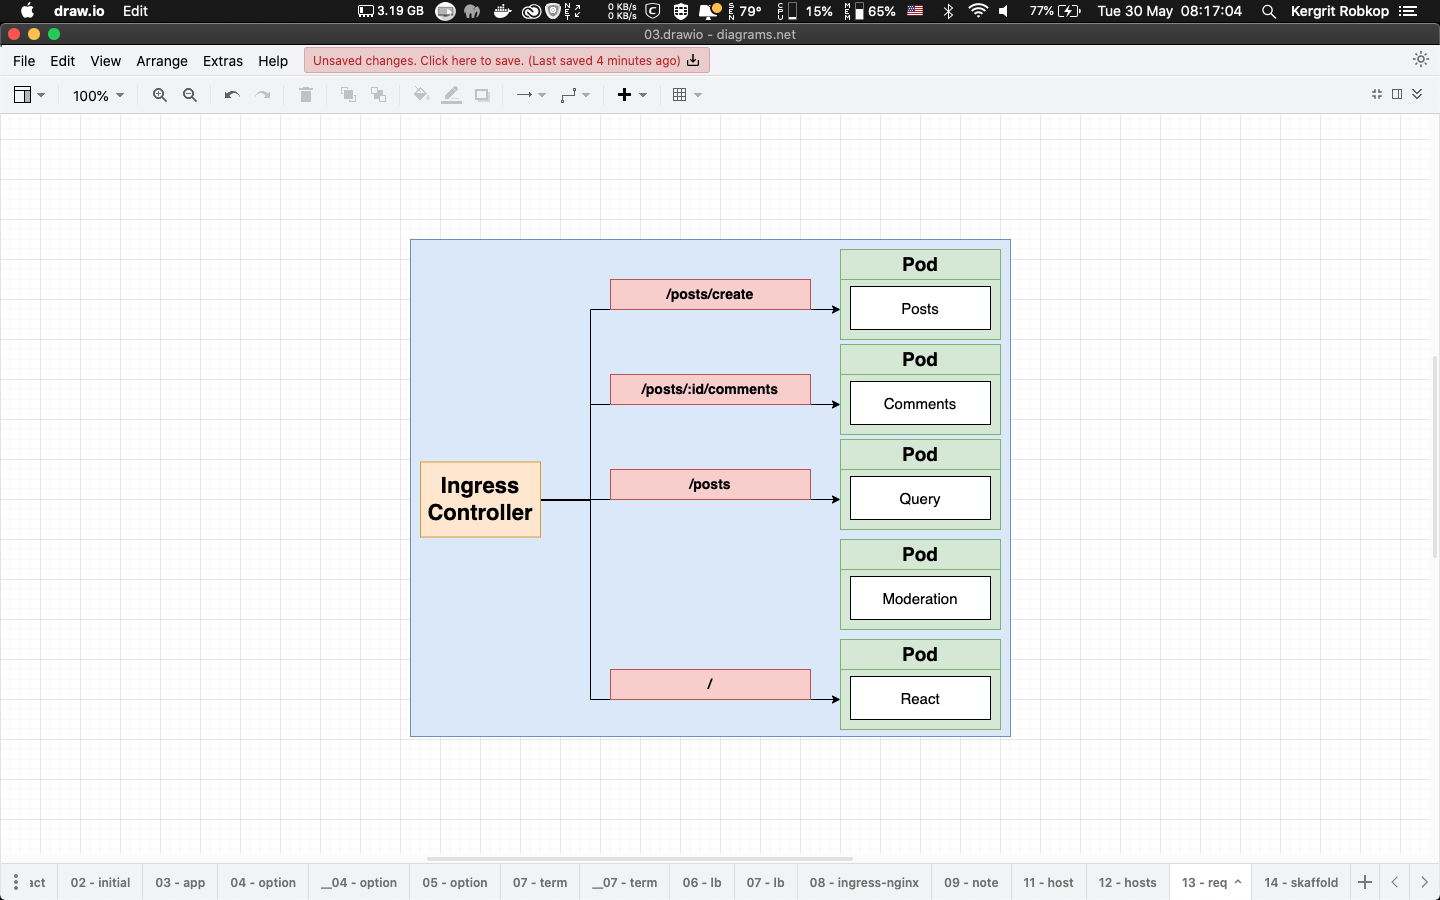 draw.io Edit 3.19 GB 0 KB/s 0 KB/s 79° 15% 65% 77% Tue 30 May 08:17:04 Kergrit Robkop
03.drawio - diagrams.net
File Edit View Arrange Extras Help Unsaved changes. Click here to save. (Last saved 4 minutes ago)
100%
Pod
/posts/create
Posts
Pod
/posts/:id/comments
Comments
Pod
Ingress
Controller
/posts
Query
Pod
Moderation
Pod
/
React
act 02 - initial 03 - app 04 - option __04 - option 05 - option 07 - term __07 - term 06 - lb 07 - lb 08 - ingress-nginx 09 - note 11 - host 12 - hosts 13 - req 14 - skaffold